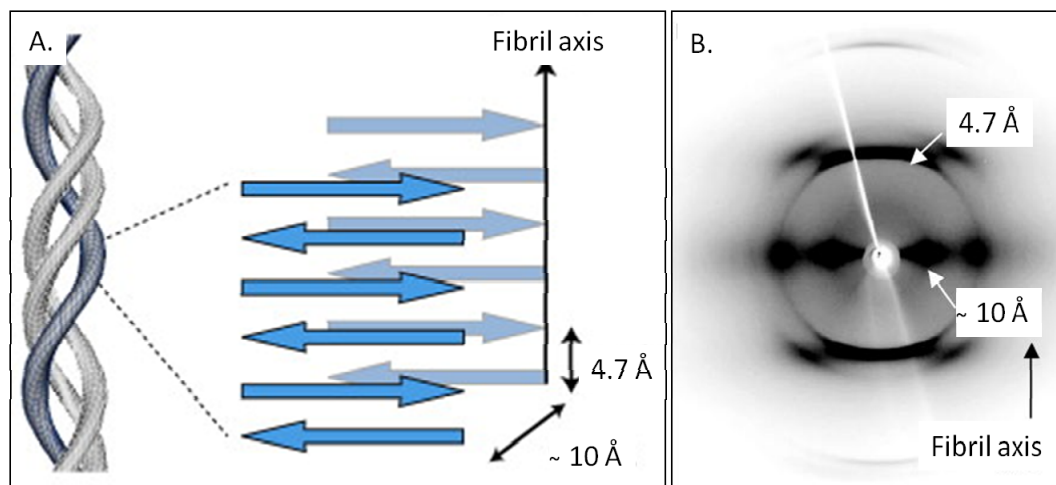 A.
Fibril axis
4.7 Å
~ 10 Å
B.
4.7 Å
~ 10 Å
Fibril axis